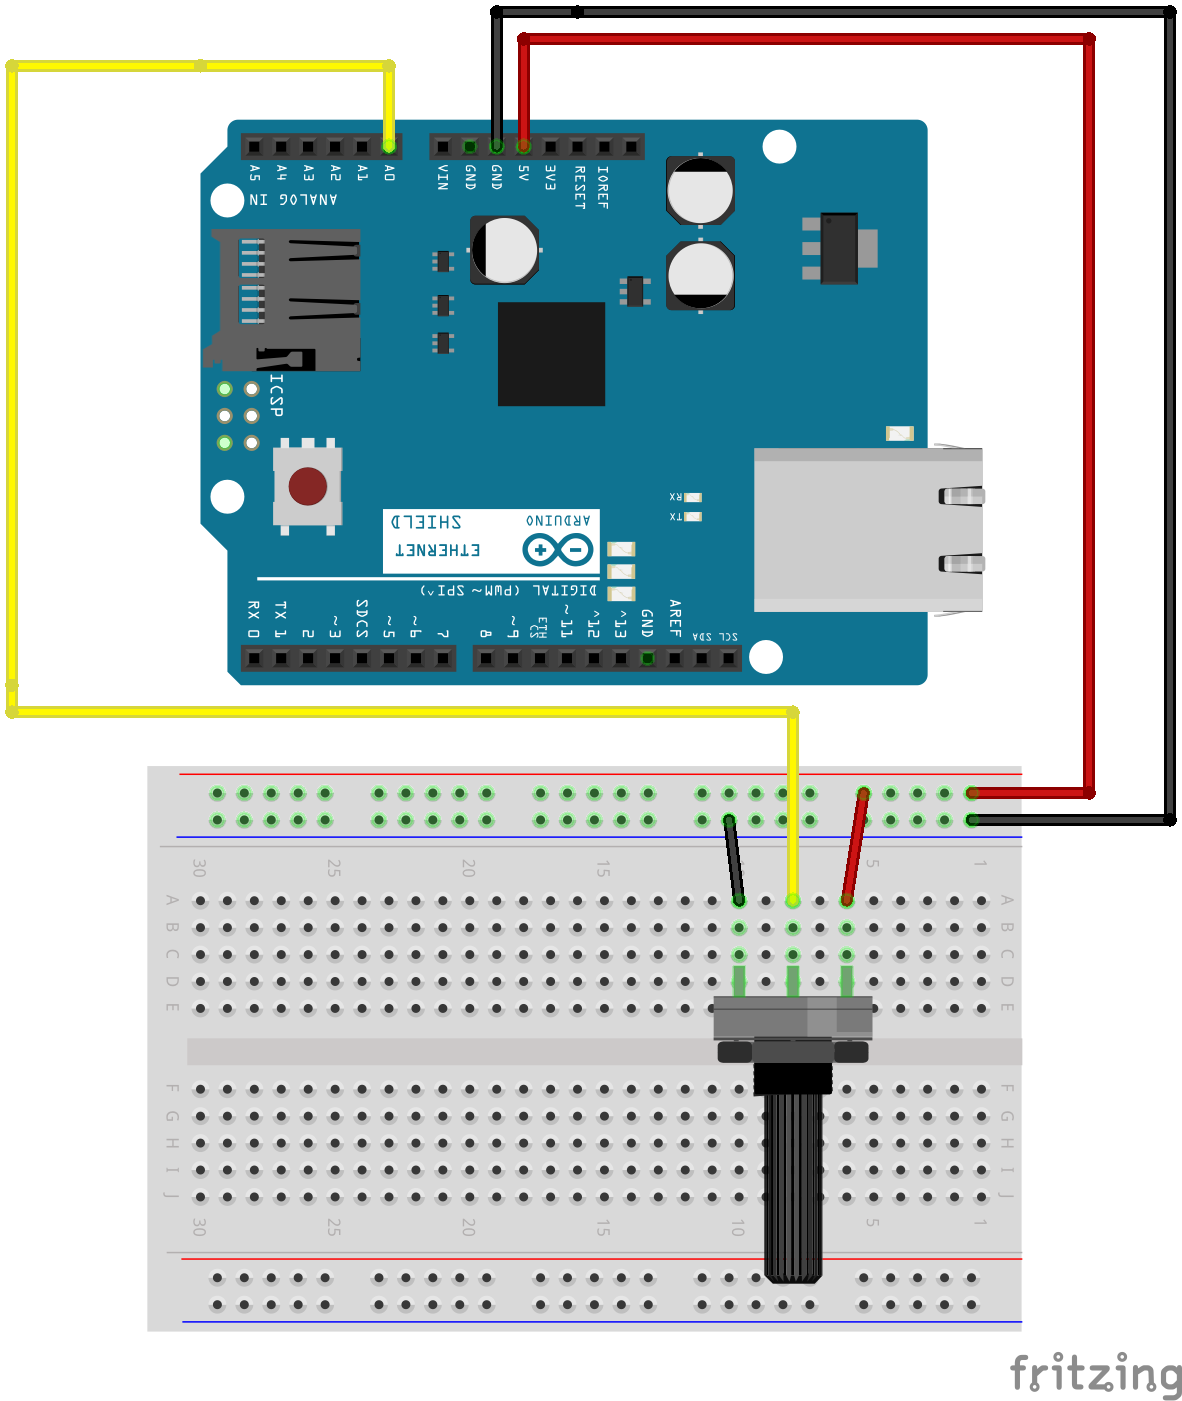 A5 A4 A3 A2 A1 A0
VIN GND GND 5V 3V3 RESET IOREF
ANALOG IN
ICSP
RX
TX
ARDUINO
SHIELD
ETHERNET
DIGITAL (PWM~ SPI^)
RX 0
TX 1
2
~3
SDCS
~5
~6
7
8
~9
ETH CS
~11
^12
^13
GND
AREF
SDA
SCL
30 25 20 15 5 1
A A
B B
C C
D D
E E
F F
G G
H H
I I
J J
30 25 20 15 10 5 1
fritzing